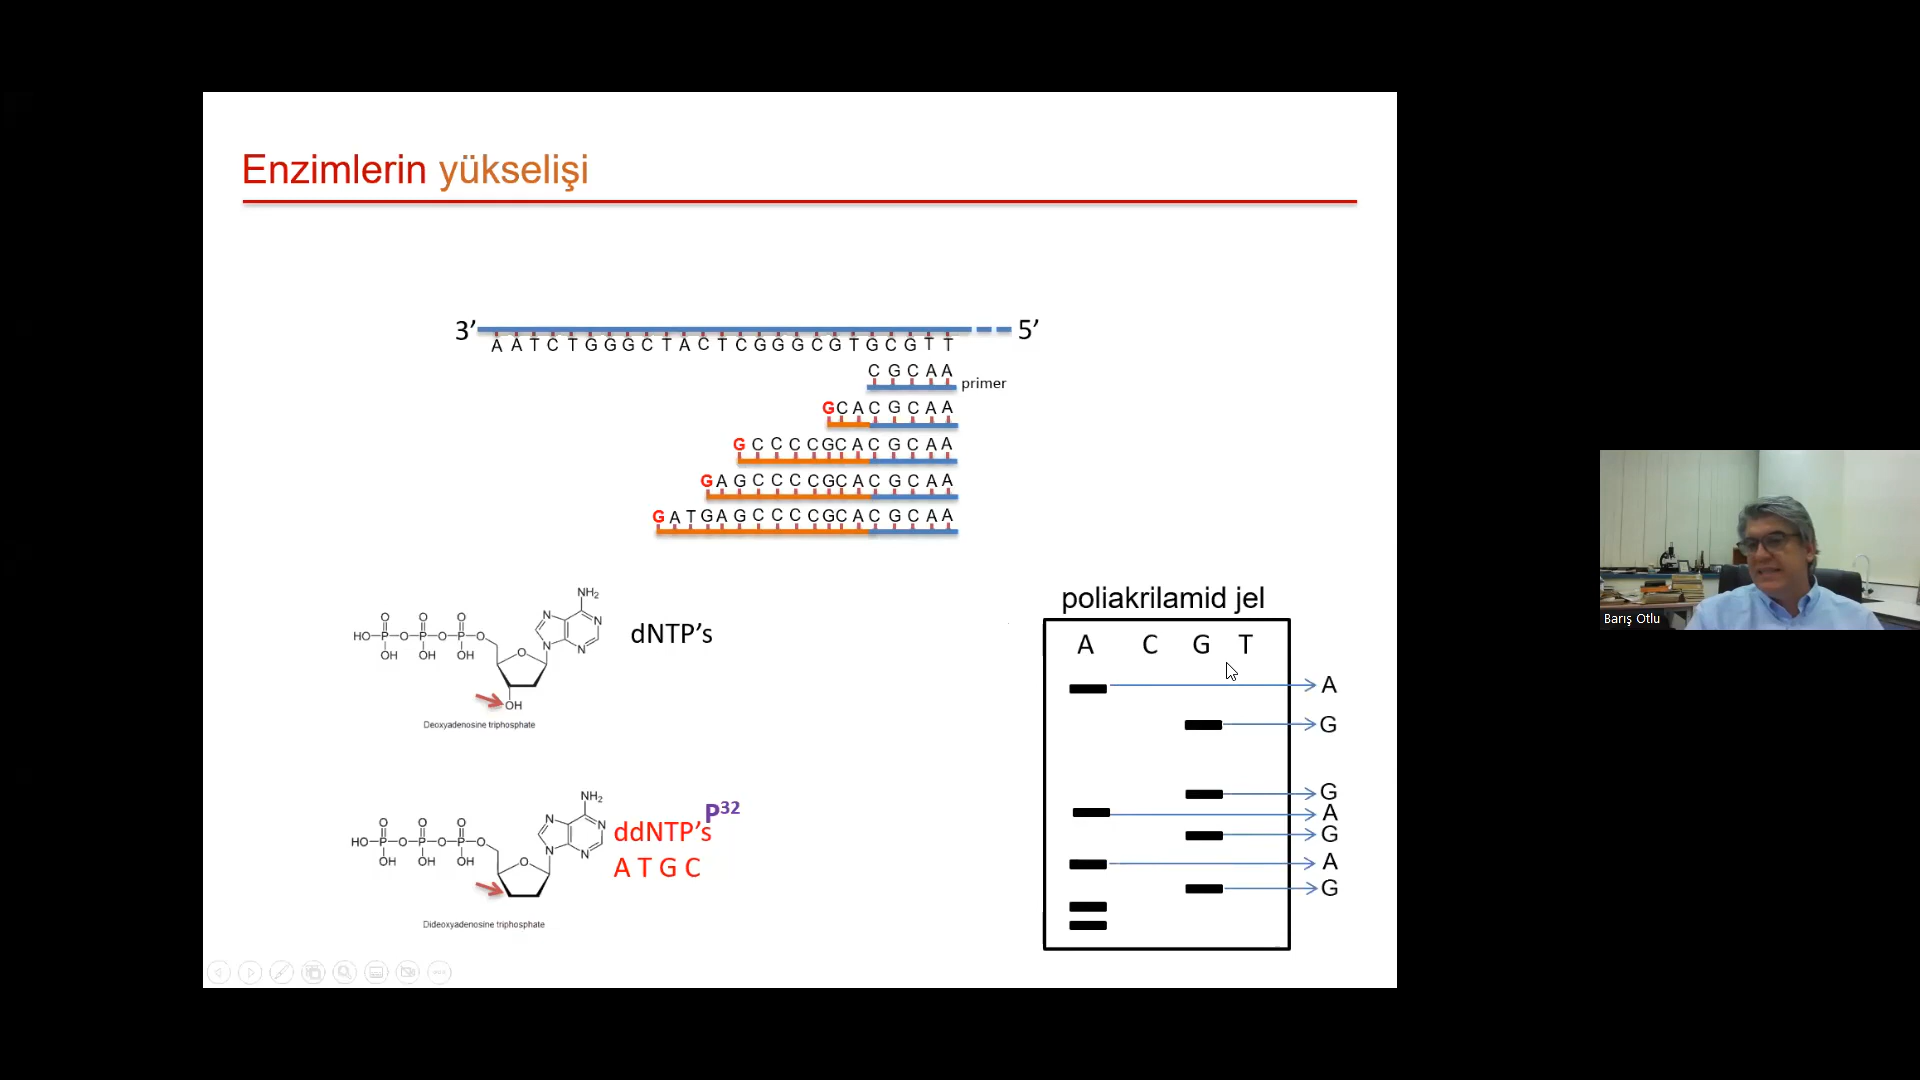 Enzimlerin yükselişi
3’ 5’
A A T C T G G G C T A C T C G G G C G T G C G T T
C G C A A
primer
G C A C G C A A
G C C C C G C A C G C A A
G A G C C C C G C A C G C A A
G A T G A G C C C C G C A C G C A A
NH2
N
N
N
N
O
O
O
O
HO P O P O P O
OH OH OH
OH
Deoxyadenosine triphosphate
dNTP’s
NH2
N
N
N
N
O
O
O
O
HO P O P O P O
OH OH OH
Dideoxyadenosine triphosphate
P32
ddNTP’s
A T G C
poliakrilamid jel
A C G T
A
G
G
A
G
A
G
Barış Otlu